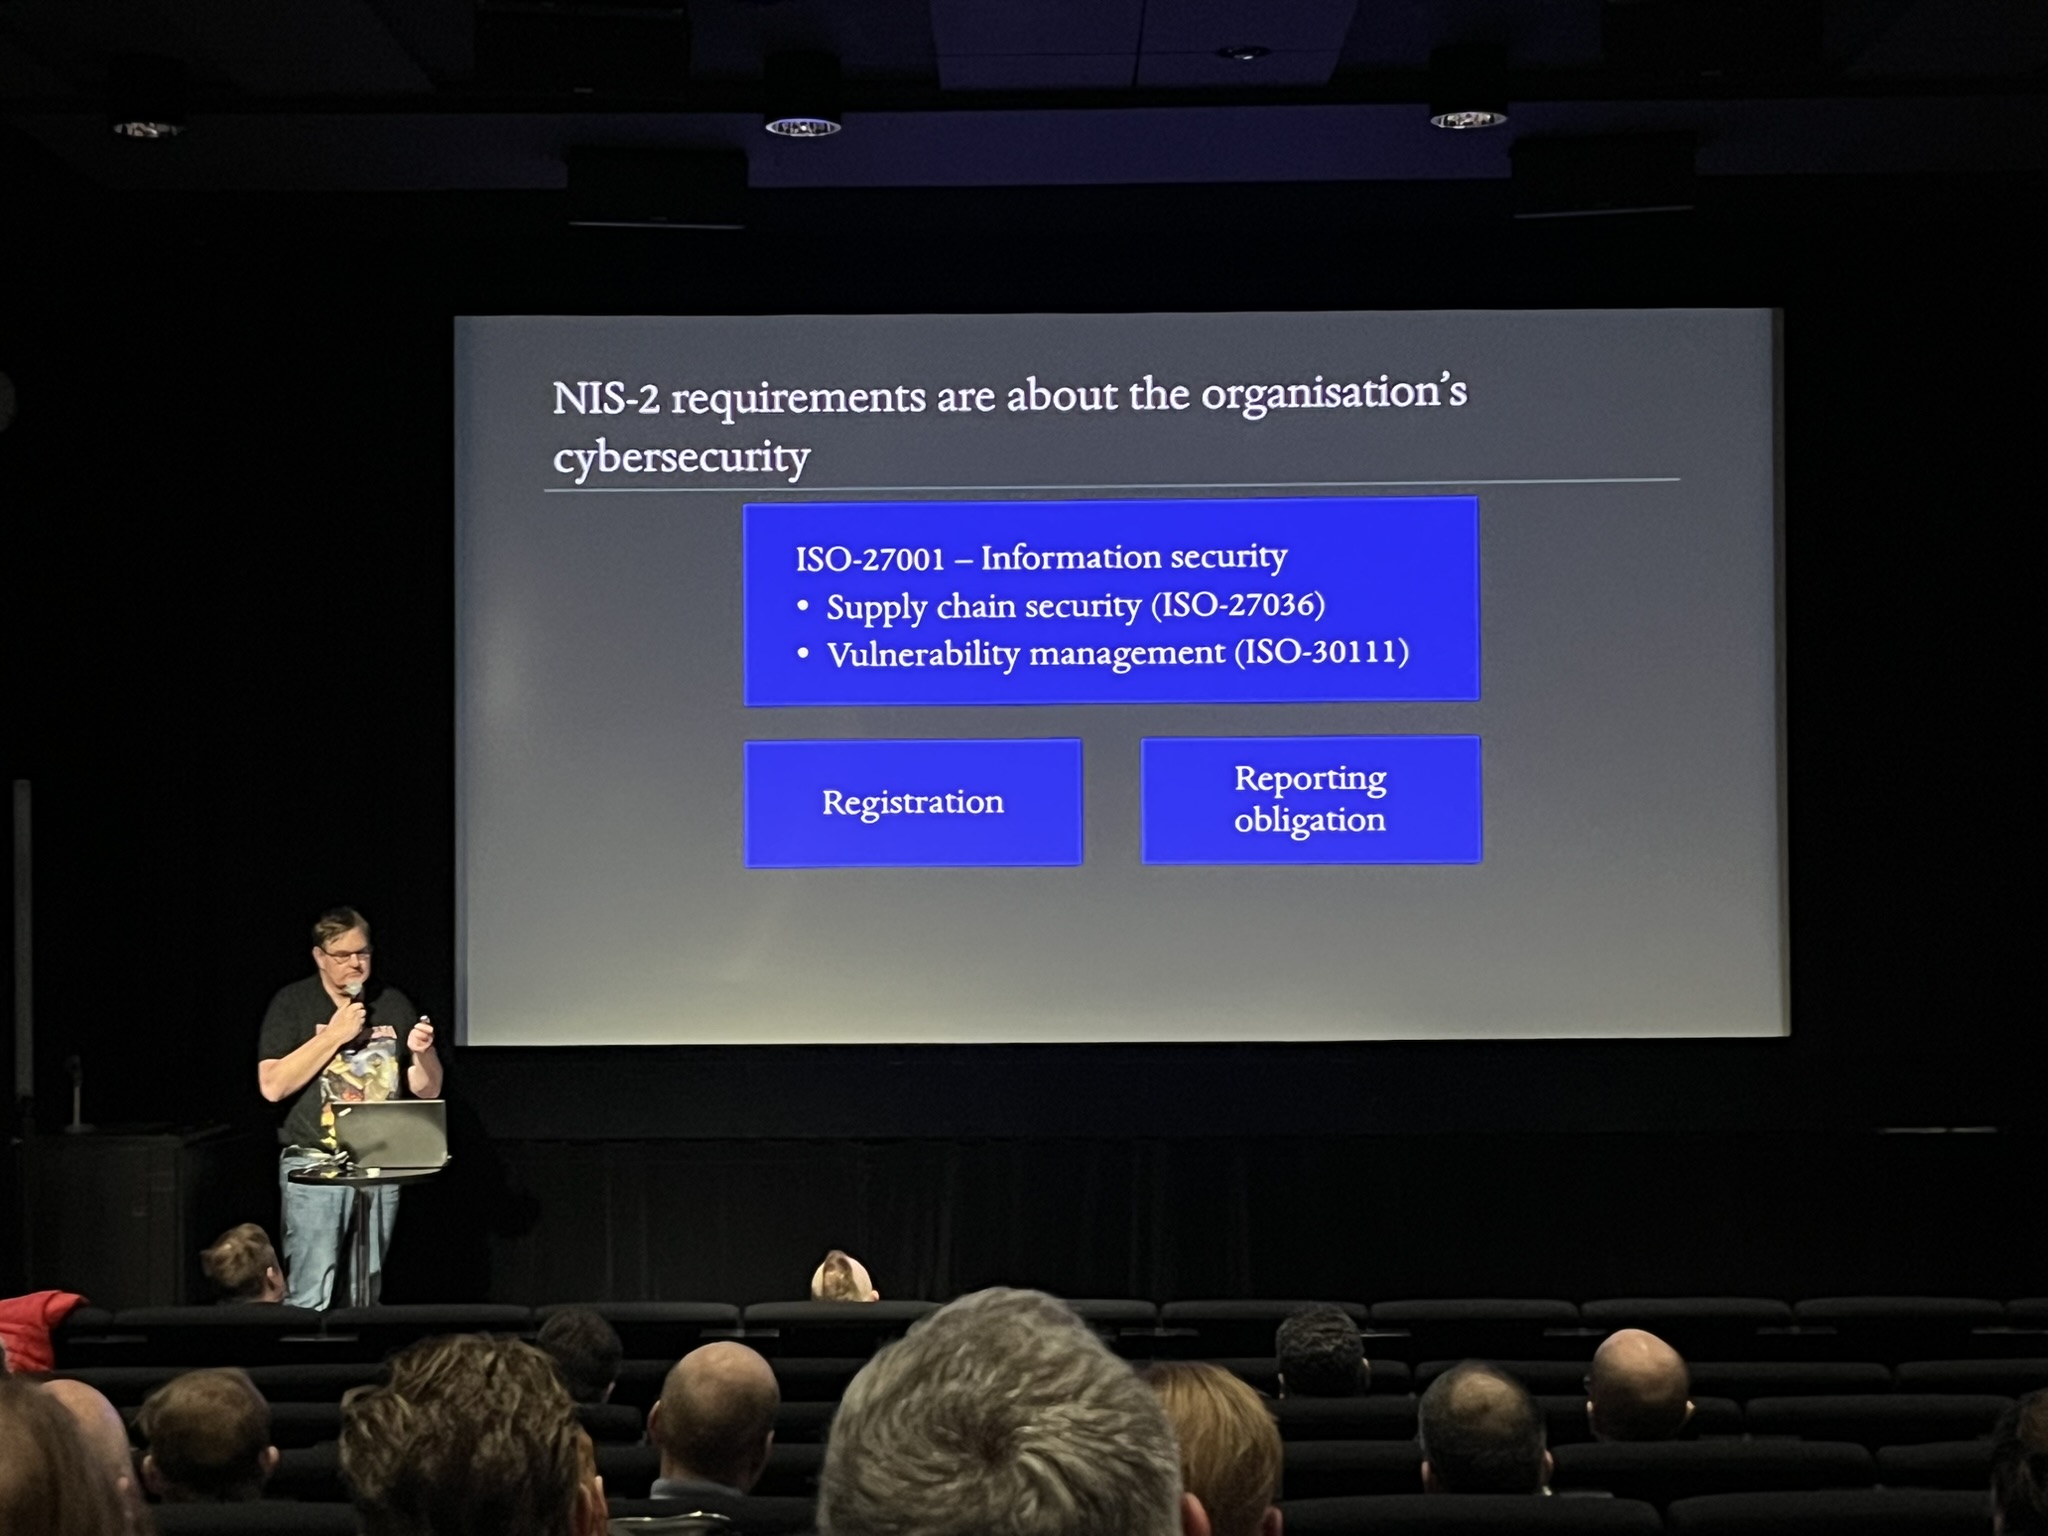 NIS-2 requirements are about the organisation's
cybersecurity
ISO-27001 – Information security
• Supply chain security (ISO-27036)
• Vulnerability management (ISO-30111)
Registration
Reporting
obligation